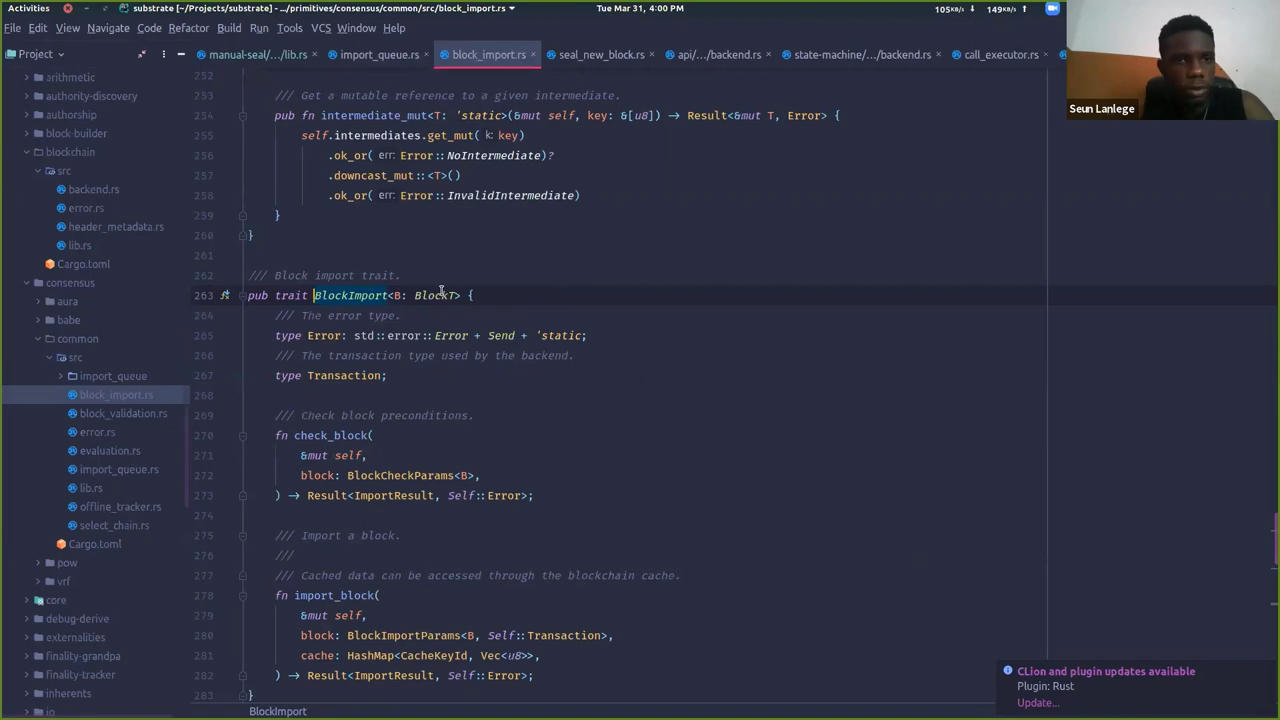 Activities
substrate [~/Projects/substrate] - .../primitives/consensus/common/src/block_import.rs
Tue Mar 31, 4:00 PM
105KB/s ↓ 149KB/s ↑
File Edit View Navigate Code Refactor Build Run Tools VCS Window Help
Project
manual-seal/.../lib.rs
import_queue.rs
block_import.rs
seal_new_block.rs
api/.../backend.rs
state-machine/.../backend.rs
call_executor.rs
Seun Lanlege
arithmetic
authority-discovery
authorship
block-builder
blockchain
src
backend.rs
error.rs
header_metadata.rs
lib.rs
Cargo.toml
consensus
aura
babe
common
src
import_queue
block_import.rs
block_validation.rs
error.rs
evaluation.rs
import_queue.rs
lib.rs
offline_tracker.rs
select_chain.rs
Cargo.toml
pow
vrf
core
debug-derive
externalities
finality-grandpa
finality-tracker
inherents
io
252
253 /// Get a mutable reference to a given intermediate.
254 pub fn intermediate_mut<T: 'static>(&mut self, key: &[u8]) → Result<&mut T, Error> {
255 self.intermediates.get_mut( k: key)
256 .ok_or( err: Error::NoIntermediate)?
257 .downcast_mut::<T>()
258 .ok_or( err: Error::InvalidIntermediate)
259 }
260 }
261
262 /// Block import trait.
263 pub trait BlockImport<B: BlockT> {
264 /// The error type.
265 type Error: std::error::Error + Send + 'static;
266 /// The transaction type used by the backend.
267 type Transaction;
268
269 /// Check block preconditions.
270 fn check_block(
271 &mut self,
272 block: BlockCheckParams<B>,
273 ) → Result<ImportResult, Self::Error>;
274
275 /// Import a block.
276 ///
277 /// Cached data can be accessed through the blockchain cache.
278 fn import_block(
279 &mut self,
280 block: BlockImportParams<B, Self::Transaction>,
281 cache: HashMap<CacheKeyId, Vec<u8>>,
282 ) → Result<ImportResult, Self::Error>;
283 }
BlockImport
CLion and plugin updates available
Plugin: Rust
Update...